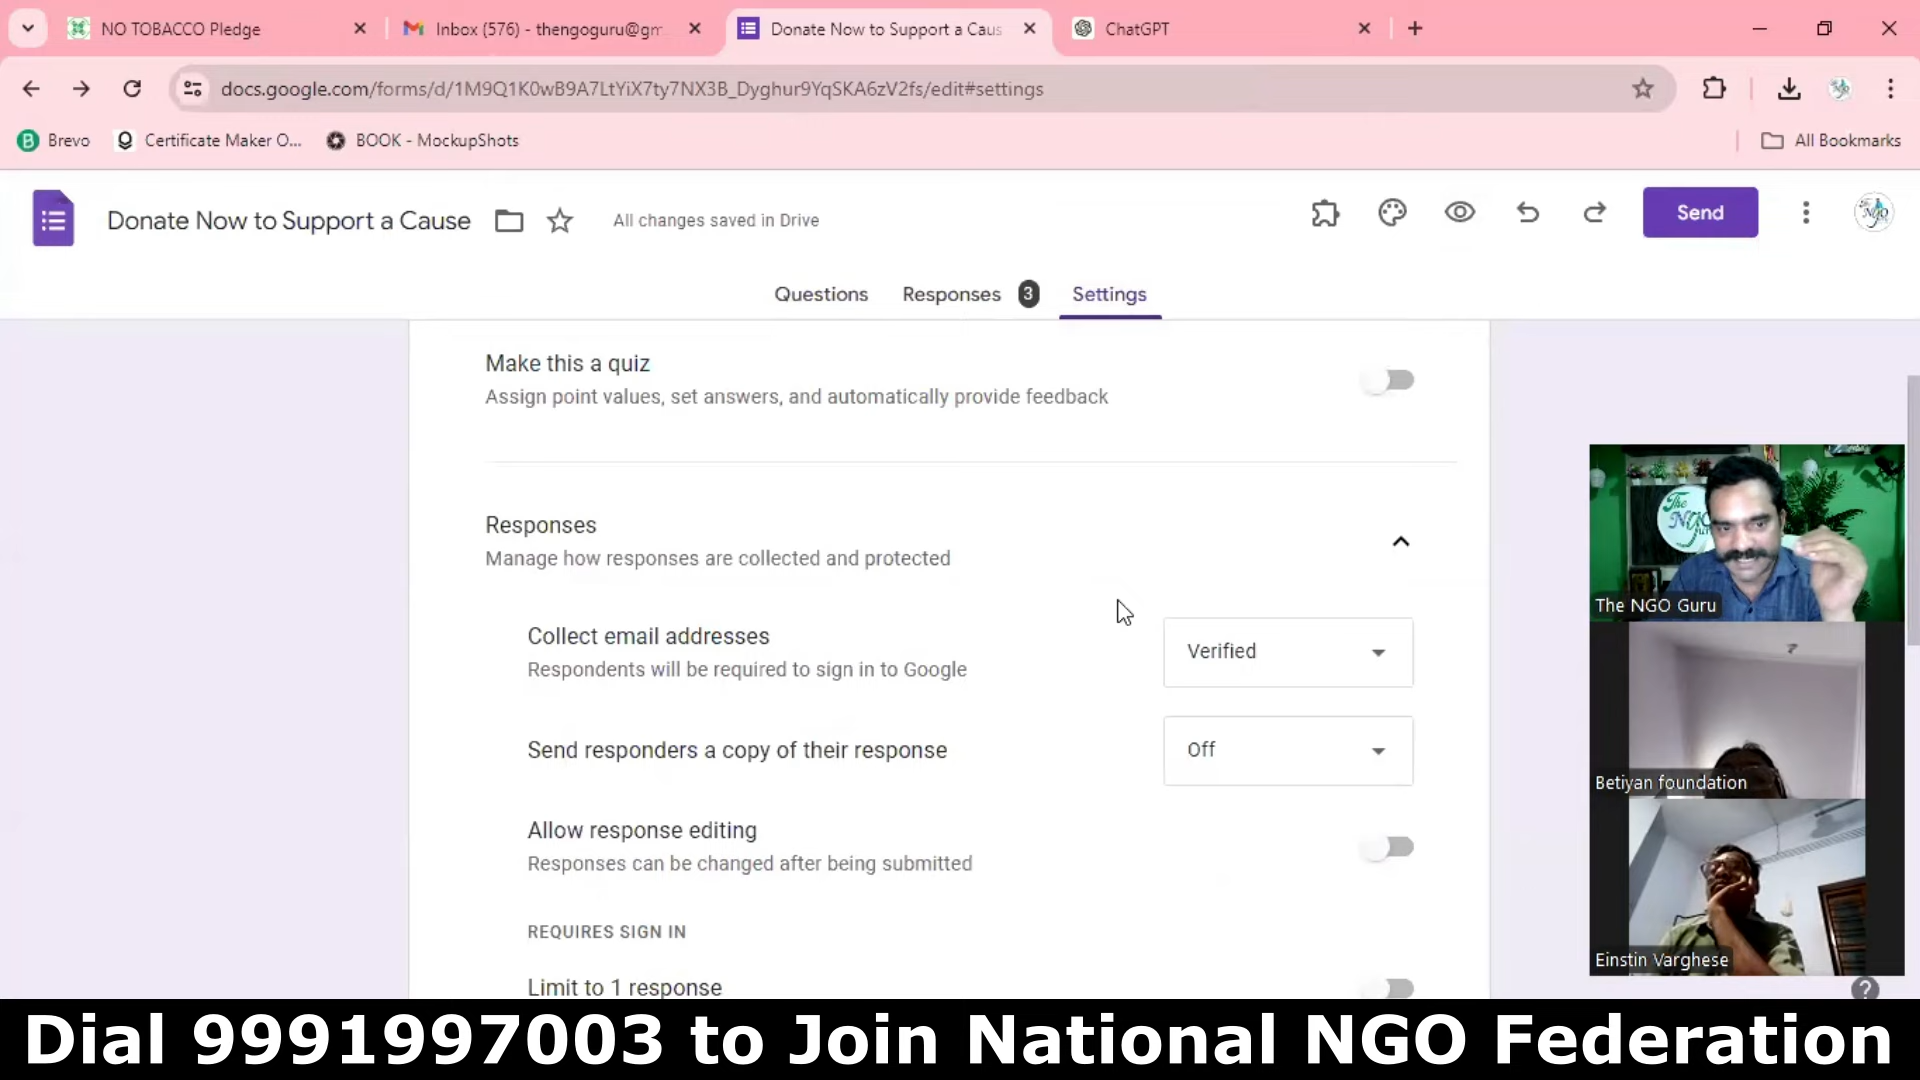 NO TOBACCO Pledge
Inbox (576) - thengoguru@gm
Donate Now to Support a Caus
ChatGPT
docs.google.com/forms/d/1M9Q1K0wB9A7LtYiX7ty7NX3B_Dyghur9YqSKA6zV2fs/edit#settings
Brevo
Certificate Maker O...
BOOK - MockupShots
All Bookmarks
Donate Now to Support a Cause
All changes saved in Drive
Send
Questions
Responses 3
Settings
Make this a quiz
Assign point values, set answers, and automatically provide feedback
Responses
Manage how responses are collected and protected
Collect email addresses
Respondents will be required to sign in to Google
Verified
Send responders a copy of their response
Off
Allow response editing
Responses can be changed after being submitted
REQUIRES SIGN IN
Limit to 1 response
The NGO Guru
Betiyan foundation
Einstin Varghese
Dial 9991997003 to Join National NGO Federation